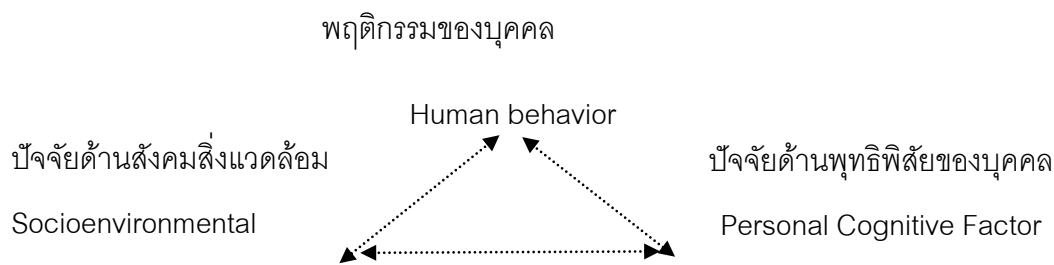 พฤติกรรมของบุคคล
Human behavior
ปัจจัยด้านสังคมสิ่งแวดล้อม
ปัจจัยด้านพุทธิพิสัยของบุคคล
Socioenvironmental
Personal Cognitive Factor